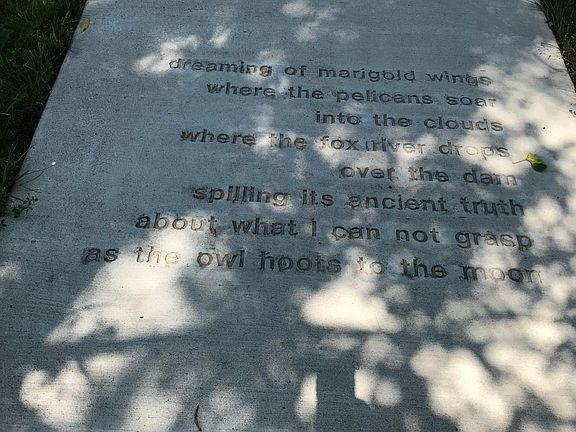 dreaming of marigold wings
where the pelicans soar
into the clouds
where the fox river drops
over the dam
spilling its ancient truth
about what I can not grasp
as the owl hoots to the moon